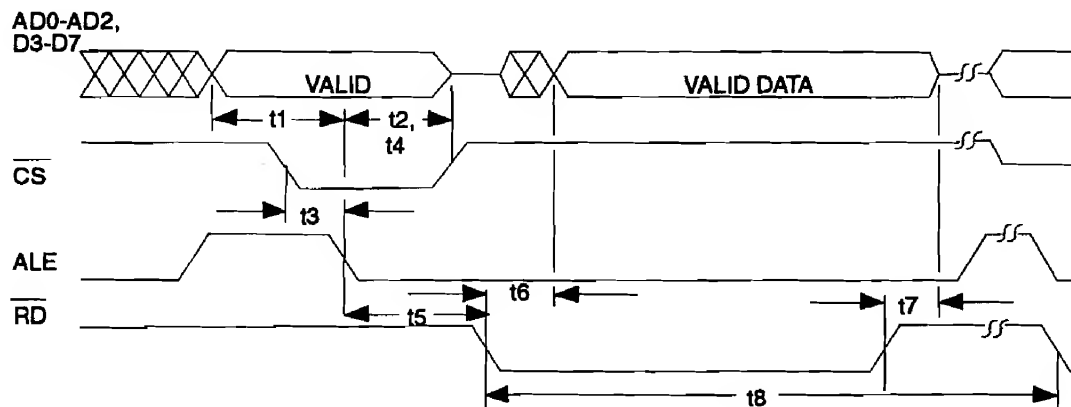 AD0-AD2,
D3-D7
VALID
VALID DATA
t1
t2,
t4
CS
t3
ALE
t6
t7
RD
t5
t8